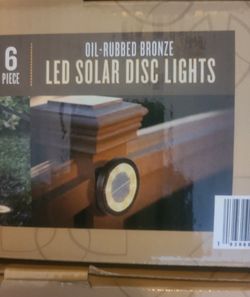 6
PIECE
OIL-RUBBED BRONZE
LED SOLAR DISC LIGHTS